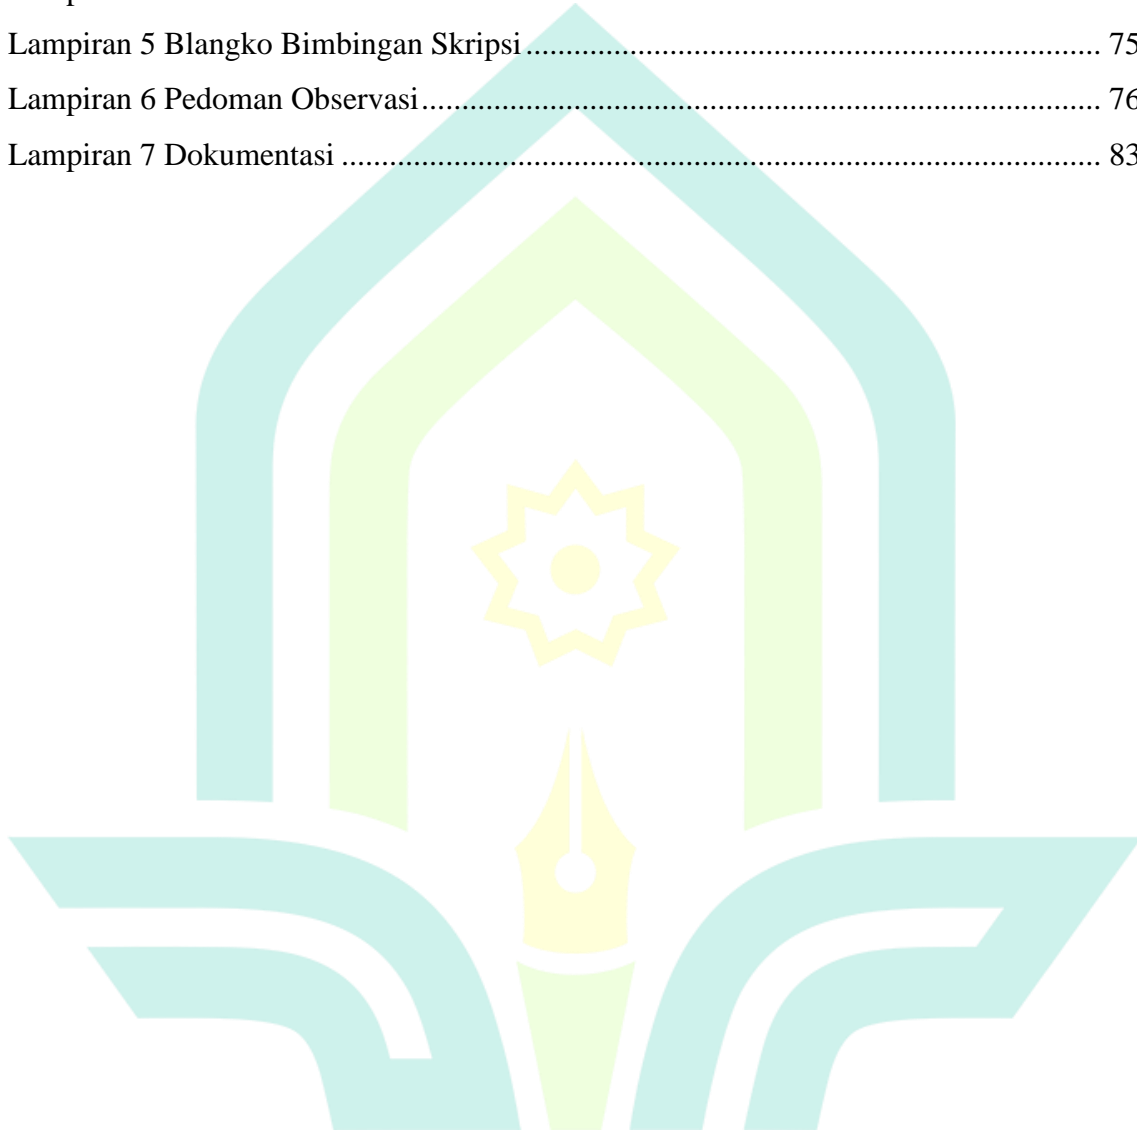 Lampiran 5 Blangko Bimbingan Skripsi ........................................................................ 75
Lampiran 6 Pedoman Observasi ..................................................................................... 76
Lampiran 7 Dokumentasi ............................................................................................... 83